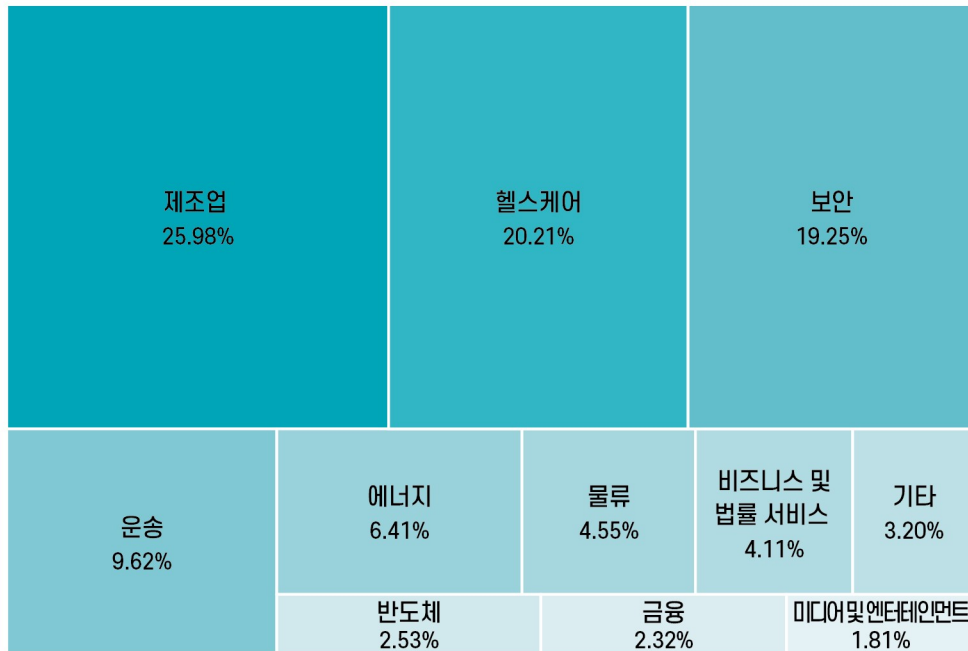 제조업
25.98%
헬스케어
20.21%
보안
19.25%
운송
9.62%
에너지
6.41%
물류
4.55%
비즈니스 및
법률 서비스
4.11%
기타
3.20%
반도체
2.53%
금융
2.32%
미디어 및 엔터테인먼트
1.81%